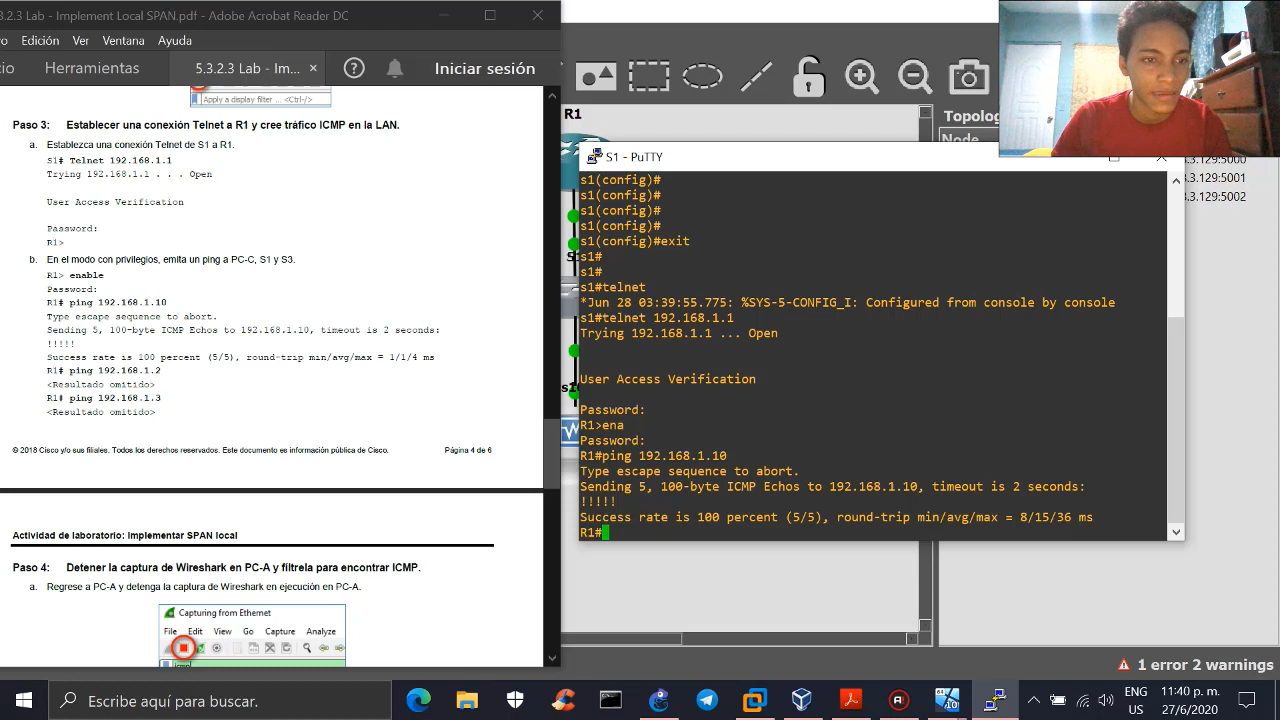 5.3.2.3 Lab - Implement Local SPAN.pdf - Adobe Acrobat Reader DC
Edición Ver Ventana Ayuda
Herramientas
5.3.2.3 Lab - Im...
Iniciar sesión
Apply a display filter ... <Ctrl-/>
Paso 3: Establecer una conexión Telnet a R1 y cree tráfico ICMP en la LAN.
a. Establezca una conexión Telnet de S1 a R1.
S1# Telnet 192.168.1.1
Trying 192.168.1.1 . . . Open
User Access Verification
Password:
R1>
b. En el modo con privilegios, emita un ping a PC-C, S1 y S3.
R1> enable
Password:
R1# ping 192.168.1.10
Type escape sequence to abort.
Sending 5, 100-byte ICMP Echos to 192.168.1.10, timeout is 2 seconds:
!!!!!
Success rate is 100 percent (5/5), round-trip min/avg/max = 1/1/4 ms
R1# ping 192.168.1.2
<Resultado omitido>
R1# ping 192.168.1.3
<Resultado omitido>
© 2018 Cisco y/o sus filiales. Todos los derechos reservados. Este documento es información pública de Cisco. Página 4 de 6
Actividad de laboratorio: Implementar SPAN local
Paso 4: Detener la captura de Wireshark en PC-A y fíltrela para encontrar ICMP.
a. Regrese a PC-A y detenga la captura de Wireshark en ejecución en PC-A.
Capturing from Ethernet
File Edit View Go Capture Analyze
icmp
R1
Topolog
Node
3.3.129:5000
3.3.129:5001
3.3.129:5002
s1
S1 - PuTTY
s1(config)#
s1(config)#
s1(config)#
s1(config)#
s1(config)#exit
s1#
s1#
s1#telnet
*Jun 28 03:39:55.775: %SYS-5-CONFIG_I: Configured from console by console
s1#telnet 192.168.1.1
Trying 192.168.1.1 ... Open
User Access Verification
Password:
R1>ena
Password:
R1#ping 192.168.1.10
Type escape sequence to abort.
Sending 5, 100-byte ICMP Echos to 192.168.1.10, timeout is 2 seconds:
!!!!!
Success rate is 100 percent (5/5), round-trip min/avg/max = 8/15/36 ms
R1#
1 error 2 warnings
Escribe aquí para buscar.
ENG
US
11:40 p. m.
27/6/2020